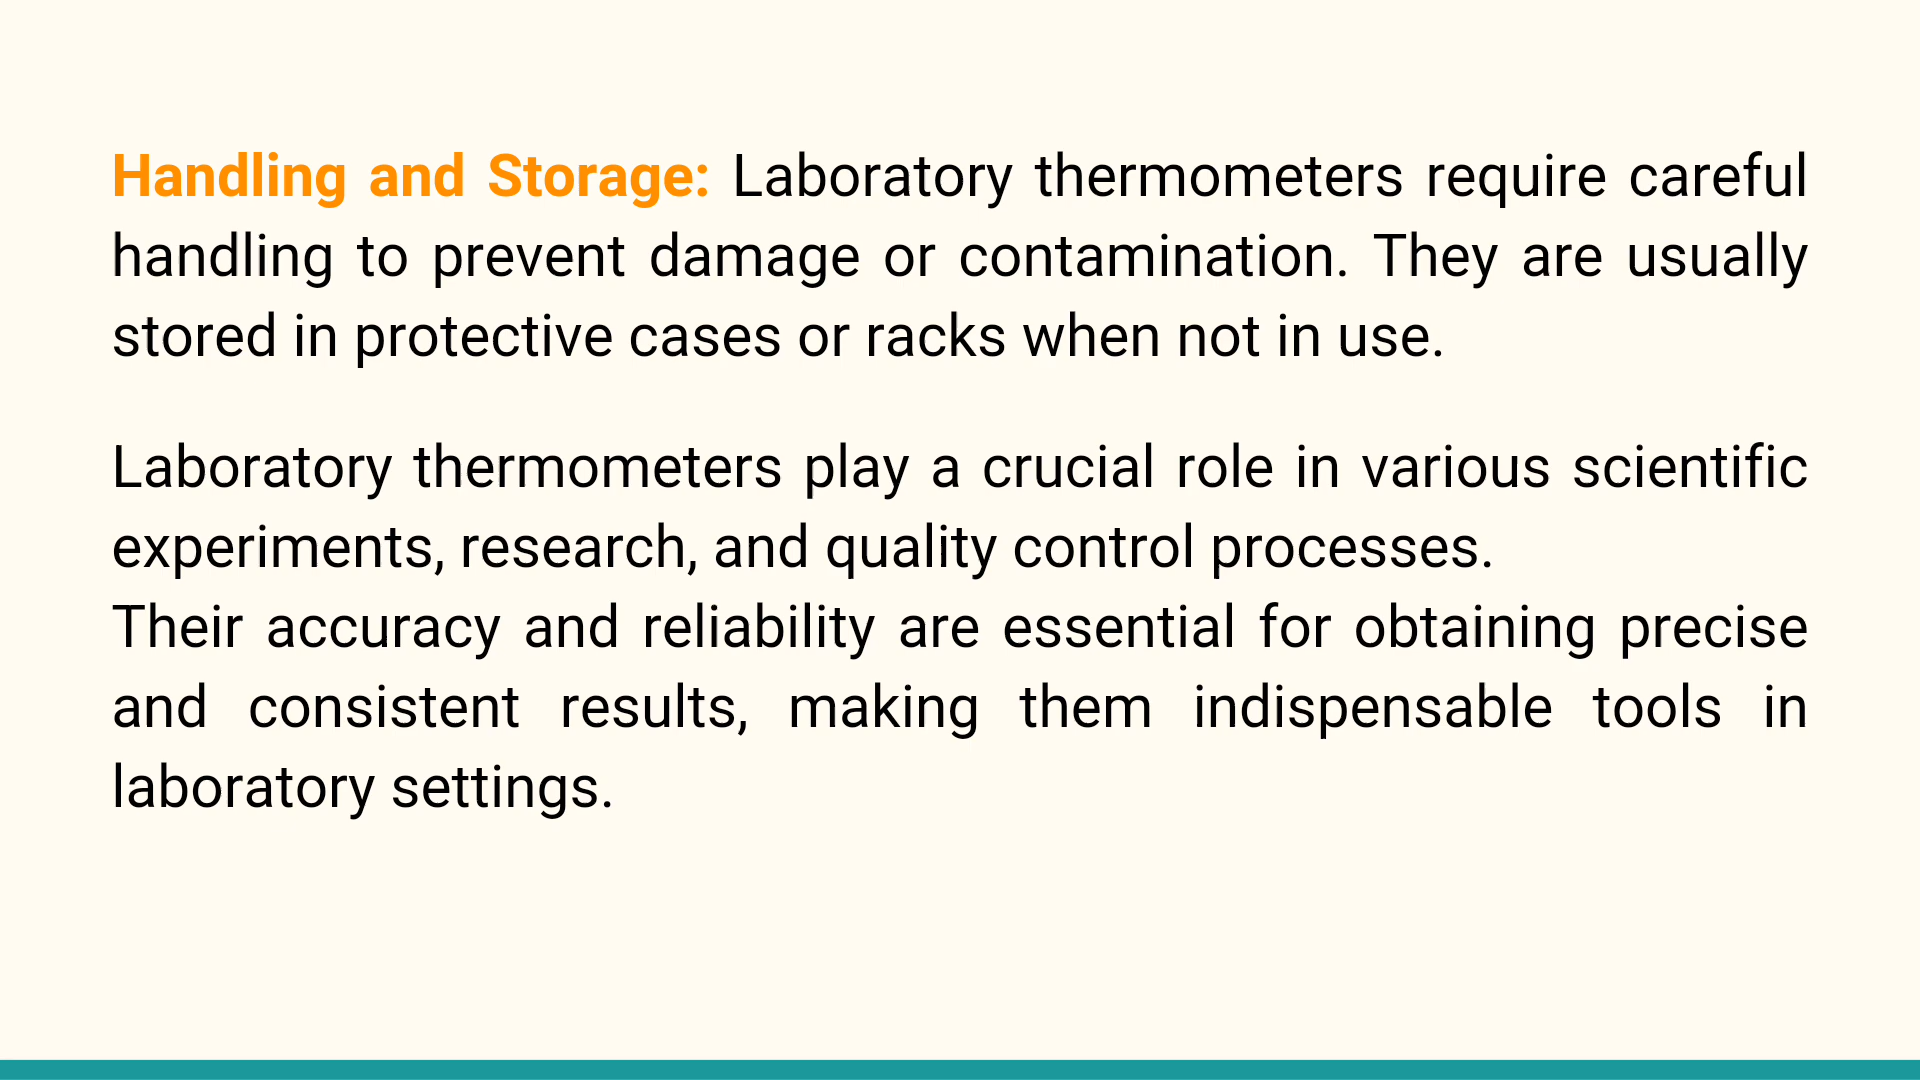 Handling and Storage: Laboratory thermometers require careful
handling to prevent damage or contamination. They are usually
stored in protective cases or racks when not in use.
Laboratory thermometers play a crucial role in various scientific
experiments, research, and quality control processes.
Their accuracy and reliability are essential for obtaining precise
and consistent results, making them indispensable tools in
laboratory settings.